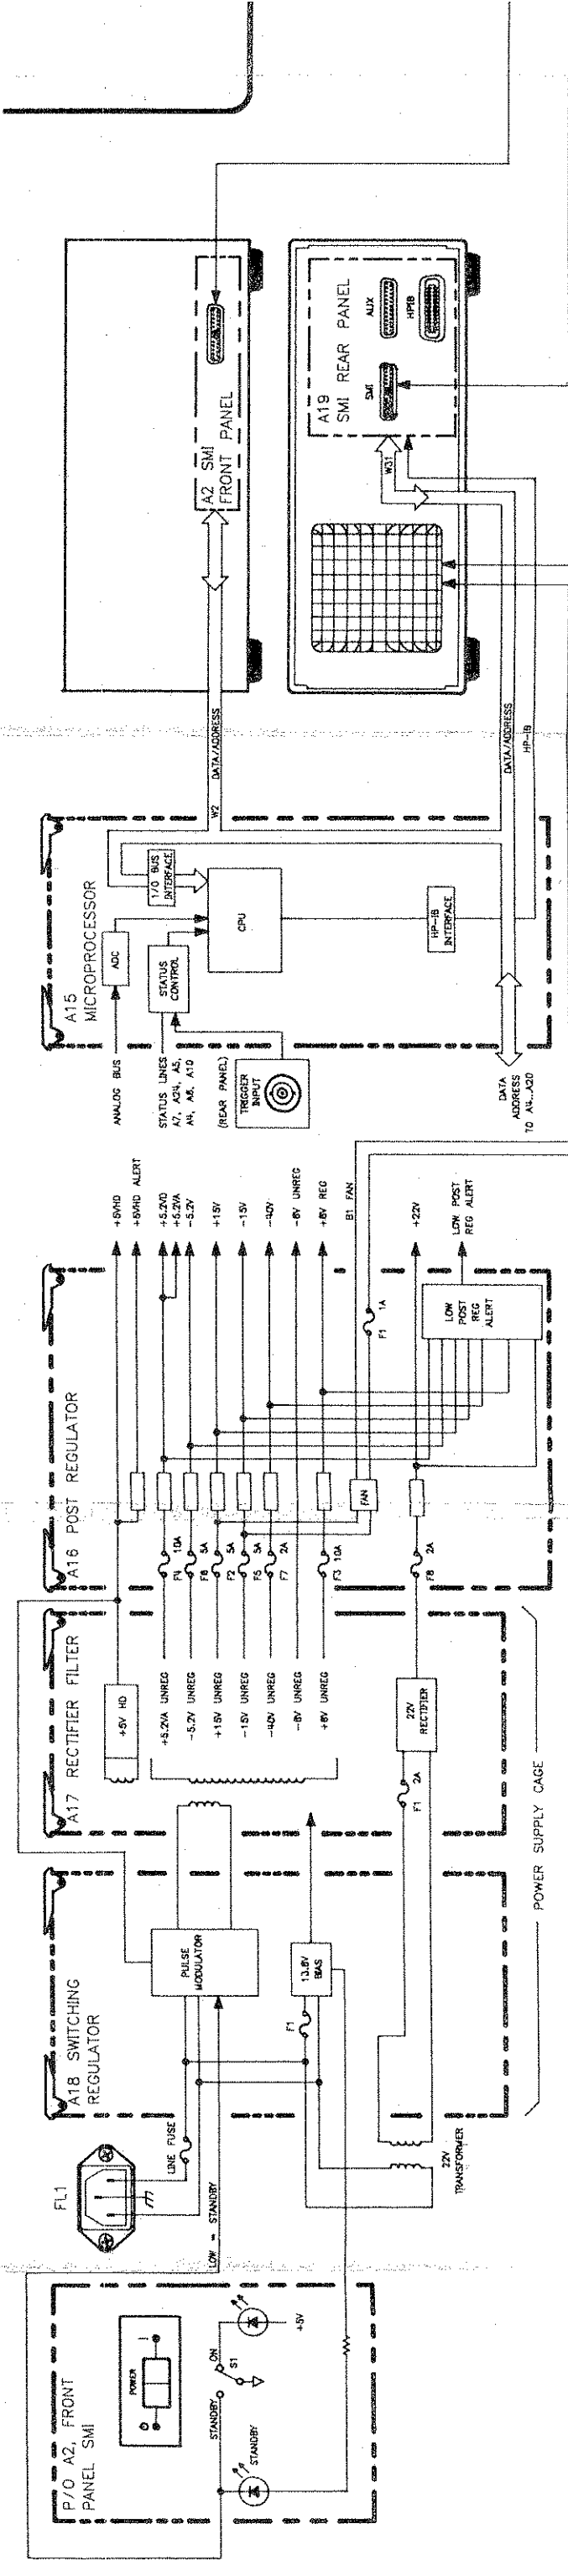 P/O A2, FRONT
PANEL SMI
POWER
STANDBY
ON
S1
STANDBY
+5V
FL1
LINE FUSE
LOW = STANDBY
22V
TRANSFORMER
A18 SWITCHING
REGULATOR
PULSE
MODULATOR
F1
13.8V
BIAS
A17 RECTIFIER FILTER
+5V HD
+5.2VA UNREG
-5.2V UNREG
+15V UNREG
-15V UNREG
-40V UNREG
-8V UNREG
+8V UNREG
F1 2A
22V
RECTIFIER
POWER SUPPLY CAGE
A16 POST REGULATOR
F4 10A
F6 5A
F2 5A
F5 5A
F7 2A
F3 10A
F8 2A
FAN
F1 1A
LOW
POST
REG
ALERT
+5VHD
+5VHD ALERT
+5.2VD
+5.2VA
-5.2V
+15V
-15V
-40V
-8V UNREG
+8V REG
B1 FAN
+22V
LOW POST
REG ALERT
A15
MICROPROCESSOR
ANALOG BUS
ADC
STATUS LINES
A7, A24, A5,
A4, A6, A10
STATUS
CONTROL
(REAR PANEL)
TRIGGER
INPUT
I/O BUS
INTERFACE
CPU
HP-IB
INTERFACE
DATA
ADDRESS
TO A4...A20
W2 DATA/ADDRESS
DATA/ADDRESS
HP-IB
A2 SMI
FRONT PANEL
A19
SMI REAR PANEL
SMI
AUX
HPIB
W31